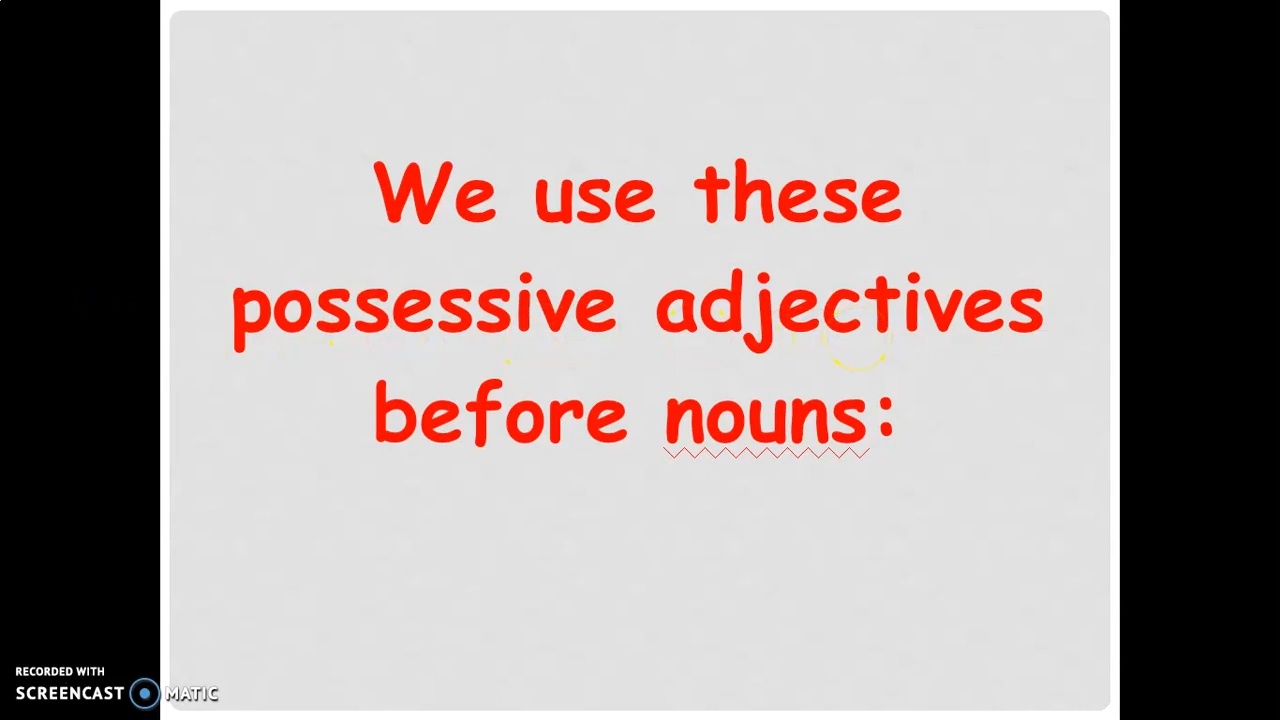 We use these
possessive adjectives
before nouns:
RECORDED WITH
SCREENCAST MATIC